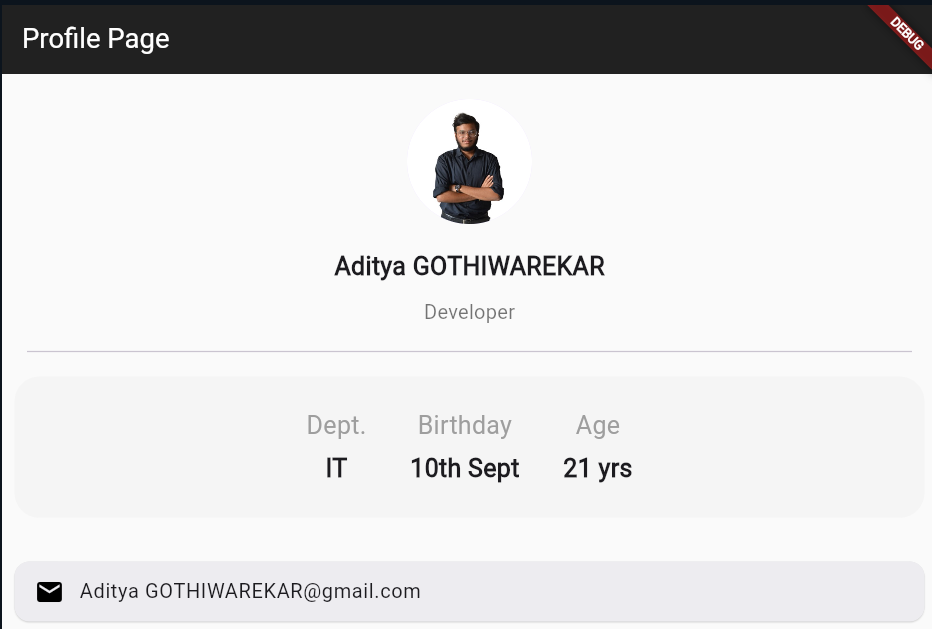 Profile Page
DEBUG
Aditya GOTHIWAREKAR
Developer
Dept. Birthday Age
IT 10th Sept 21 yrs
Aditya GOTHIWAREKAR@gmail.com